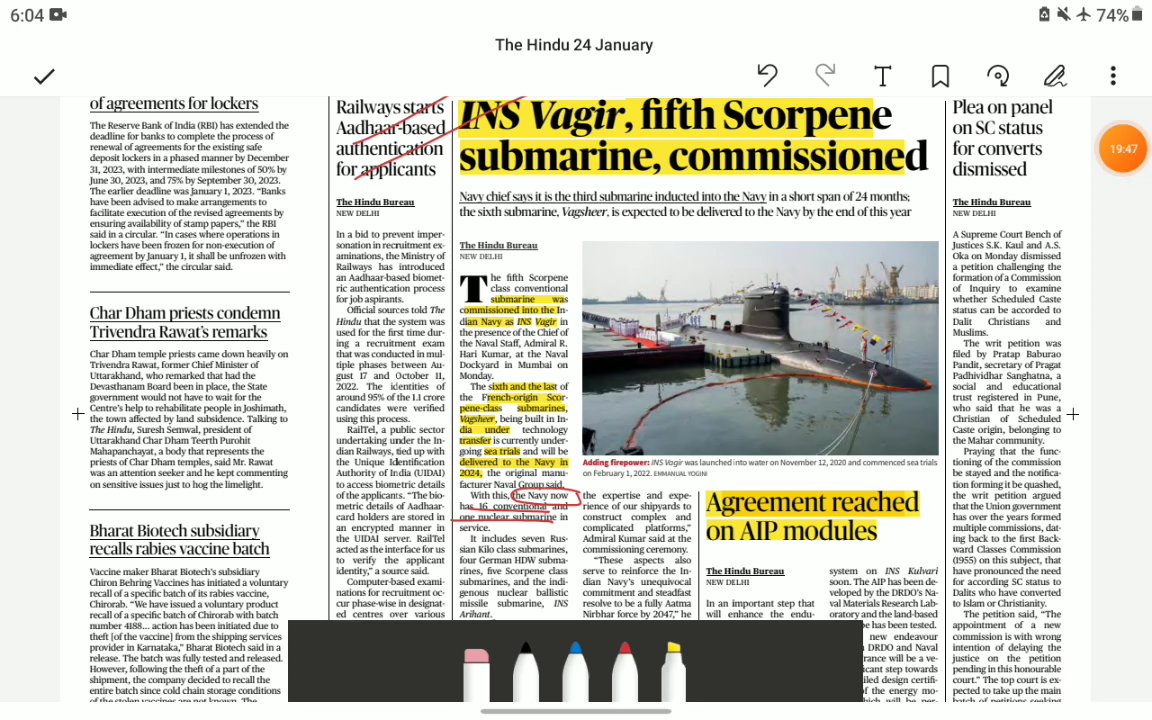 6:04
74%
The Hindu 24 January
19:47
of agreements for lockers
The Reserve Bank of India (RBI) has extended the
deadline for banks to complete the process of
renewal of agreements for the existing safe
deposit lockers in a phased manner by December
31, 2023, with intermediate milestones of 50% by
June 30, 2023, and 75% by September 30, 2023.
The earlier deadline was January 1, 2023. “Banks
have been advised to make arrangements to
facilitate execution of the revised agreements by
ensuring availability of stamp papers,” the RBI
said in a circular. “In cases where operations in
lockers have been frozen for non-execution of
agreement by January 1, it shall be unfrozen with
immediate effect,” the circular said.
Char Dham priests condemn
Trivendra Rawat’s remarks
Char Dham temple priests came down heavily on
Trivendra Rawat, former Chief Minister of
Uttarakhand, who remarked that had the
Devasthanam Board been in place, the State
government would not have to wait for the
Centre’s help to rehabilitate people in Joshimath,
the town affected by land subsidence. Talking to
The Hindu, Suresh Semwal, president of
Uttarakhand Char Dham Teerth Purohit
Mahapanchayat, a body that represents the
priests of Char Dham temples, said Mr. Rawat
was an attention seeker and he kept commenting
on sensitive issues just to hog the limelight.
Bharat Biotech subsidiary
recalls rabies vaccine batch
Vaccine maker Bharat Biotech’s subsidiary
Chiron Behring Vaccines has initiated a voluntary
recall of a specific batch of its rabies vaccine,
Chirorab. “We have issued a voluntary product
recall of a specific batch of Chirorab with batch
number 4188... action has been initiated due to
theft [of the vaccine] from the shipping services
provider in Karnataka,” Bharat Biotech said in a
release. The batch was fully tested and released.
However, following the theft of a part of the
shipment, the company decided to recall the
entire batch since cold chain storage conditions
of the stolen vaccines are not known. The
Railways starts
Aadhaar-based
authentication
for applicants
The Hindu Bureau
NEW DELHI
In a bid to prevent imper-
sonation in recruitment ex-
aminations, the Ministry of
Railways has introduced
an Aadhaar-based biomet-
ric authentication process
for job aspirants.
Official sources told The
Hindu that the system was
used for the first time dur-
ing a recruitment exam
that was conducted in mul-
tiple phases between Au-
gust 17 and October 11,
2022. The identities of
around 95% of the 1.1 crore
candidates were verified
using this process.
RailTel, a public sector
undertaking under the In-
dian Railways, tied up with
the Unique Identification
Authority of India (UIDAI)
to access biometric details
of the applicants. “The bio-
metric details of Aadhaar-
card holders are stored in
an encrypted manner in
the UIDAI server. RailTel
acted as the interface for us
to verify the applicant
identity,” a source said.
Computer-based exami-
nations for recruitment oc-
cur phase-wise in designat-
ed centres over various
INS Vagir, fifth Scorpene
submarine, commissioned
Navy chief says it is the third submarine inducted into the Navy in a short span of 24 months;
the sixth submarine, Vagsheer, is expected to be delivered to the Navy by the end of this year
The Hindu Bureau
NEW DELHI
The fifth Scorpene
class conventional
submarine was
commissioned into the In-
dian Navy as INS Vagir in
the presence of the Chief of
the Naval Staff, Admiral R.
Hari Kumar, at the Naval
Dockyard in Mumbai on
Monday.
The sixth and the last of
the French-origin Scor-
pene-class submarines,
Vagsheer, being built in In-
dia under technology
transfer is currently under-
going sea trials and will be
delivered to the Navy in
2024, the original manu-
facturer Naval Group said.
With this, the Navy now
has 16 conventional and
one nuclear submarine in
service.
It includes seven Rus-
sian Kilo class submarines,
four German HDW subma-
rines, five Scorpene class
submarines, and the indi-
genous nuclear ballistic
missile submarine, INS
Arihant.
Adding firepower: INS Vagir was launched into water on November 12, 2020 and commenced sea trials
on February 1, 2022. EMMANUAL YOGINI
the expertise and expe-
rience of our shipyards to
construct complex and
complicated platforms,”
Admiral Kumar said at the
commissioning ceremony.
“These aspects also
serve to reinforce the In-
dian Navy’s unequivocal
commitment and steadfast
resolve to be a fully Aatma
Nirbhar force by 2047,” he
Agreement reached
on AIP modules
The Hindu Bureau
NEW DELHI
In an important step that
will enhance the endu-
system on INS Kulvari
soon. The AIP has been de-
veloped by the DRDO’s Na-
val Materials Research Lab-
oratory and the land-based
be has been tested.
new endeavour
DRDO and Naval
rance will be a ve-
icant step towards
iled design certifi-
of the energy mo-
which will be per-
Plea on panel
on SC status
for converts
dismissed
The Hindu Bureau
NEW DELHI
A Supreme Court Bench of
Justices S.K. Kaul and A.S.
Oka on Monday dismissed
a petition challenging the
formation of a Commission
of Inquiry to examine
whether Scheduled Caste
status can be accorded to
Dalit Christians and
Muslims.
The writ petition was
filed by Pratap Baburao
Pandit, secretary of Pragat
Padhividhar Sanghatna, a
social and educational
trust registered in Pune,
who said that he was a
Christian of Scheduled
Caste origin, belonging to
the Mahar community.
Praying that the func-
tioning of the commission
be stayed and the notifica-
tion forming it be quashed,
the writ petition argued
that the Union government
has over the years formed
multiple commissions, dat-
ing back to the first Back-
ward Classes Commission
(1955) on this subject, that
have pronounced the need
for according SC status to
Dalits who have converted
to Islam or Christianity.
The petition said, “The
appointment of a new
commission is with wrong
intention of delaying the
justice on the petition
pending in this honourable
court.” The top court is ex-
pected to take up the main
batch of petitions seeking